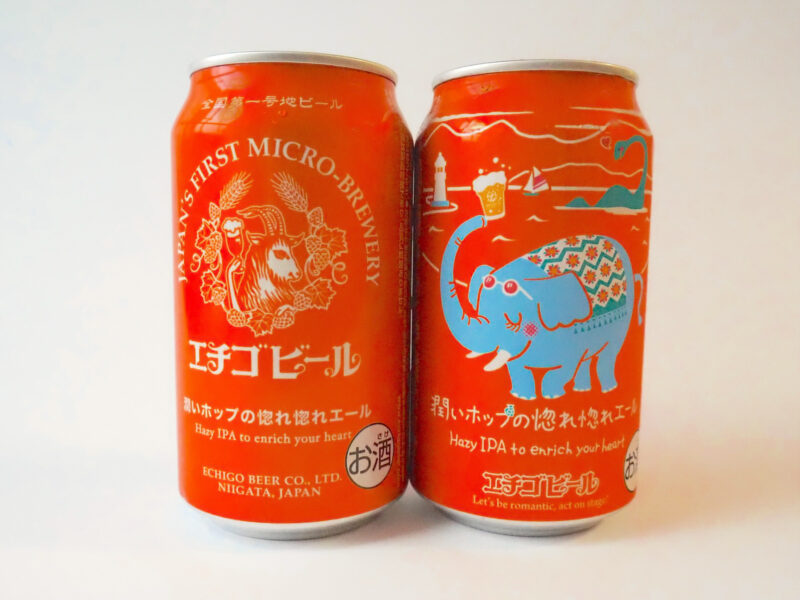 全国第一号地ビール
JAPAN'S FIRST MICRO-BREWERY
エチゴビール
潤いホップの惚れ惚れエール
Hazy IPA to enrich your heart
お酒
さけ
ECHIGO BEER CO., LTD.
NIIGATA, JAPAN
潤いホップの惚れ惚れエール
Hazy IPA to enrich your heart
エチゴビール
Let's be romantic, act on stage!